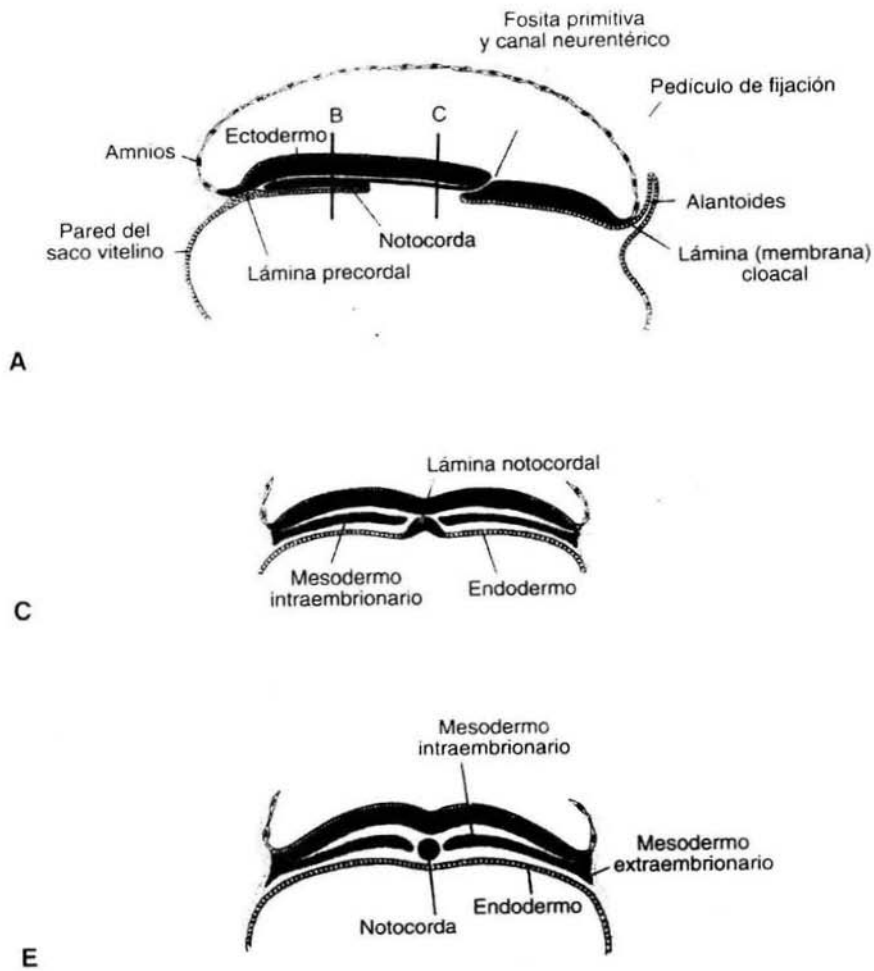 Fosita primitiva
y canal neurentérico
Pedículo de fijación
B
C
Ectodermo
Amnios
Alantoides
Pared del
saco vitelino
Notocorda
Lámina precordal
Lámina (membrana)
cloacal
A
Lámina notocordal
Mesodermo
intraembrionario
Endodermo
C
Mesodermo
intraembrionario
Mesodermo
extraembrionario
Endodermo
Notocorda
E